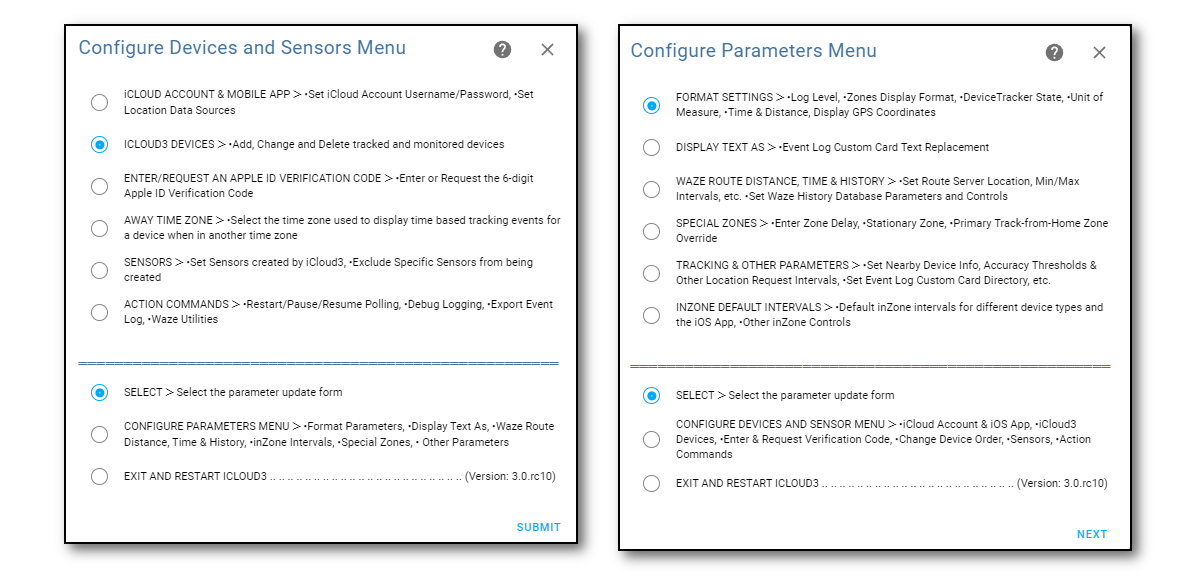 Configure Devices and Sensors Menu
iCLOUD ACCOUNT & MOBILE APP > •Set iCloud Account Username/Password, •Set
Location Data Sources
ICLOUD3 DEVICES > •Add, Change and Delete tracked and monitored devices
ENTER/REQUEST AN APPLE ID VERIFICATION CODE > •Enter or Request the 6-digit
Apple ID Verification Code
AWAY TIME ZONE > •Select the time zone used to display time based tracking events for
a device when in another time zone
SENSORS > •Set Sensors created by iCloud3, •Exclude Specific Sensors from being
created
ACTION COMMANDS > •Restart/Pause/Resume Polling, •Debug Logging, •Export Event
Log, •Waze Utilities
SELECT > Select the parameter update form
CONFIGURE PARAMETERS MENU > •Format Parameters, •Display Text As, •Waze Route
Distance, Time & History, •inZone Intervals, •Special Zones, • Other Parameters
EXIT AND RESTART ICLOUD3 .. .. .. .. .. .. .. .. .. .. .. .. .. .. .. .. .. .. .. .. .. .. (Version: 3.0.rc10)
SUBMIT
Configure Parameters Menu
FORMAT SETTINGS > •Log Level, •Zones Display Format, •DeviceTracker State, •Unit of
Measure, •Time & Distance, Display GPS Coordinates
DISPLAY TEXT AS > •Event Log Custom Card Text Replacement
WAZE ROUTE DISTANCE, TIME & HISTORY > •Set Route Server Location, Min/Max
Intervals, etc. •Set Waze History Database Parameters and Controls
SPECIAL ZONES > •Enter Zone Delay, •Stationary Zone, •Primary Track-from-Home Zone
Override
TRACKING & OTHER PARAMETERS > •Set Nearby Device Info, Accuracy Thresholds &
Other Location Request Intervals, •Set Event Log Custom Card Directory, etc.
INZONE DEFAULT INTERVALS > •Default inZone intervals for different device types and
the iOS App, •Other inZone Controls
SELECT > Select the parameter update form
CONFIGURE DEVICES AND SENSOR MENU > •iCloud Account & iOS App, •iCloud3
Devices, •Enter & Request Verification Code, •Change Device Order, •Sensors, •Action
Commands
EXIT AND RESTART ICLOUD3 .. .. .. .. .. .. .. .. .. .. .. .. .. .. .. .. .. .. .. .. .. .. (Version: 3.0.rc10)
NEXT